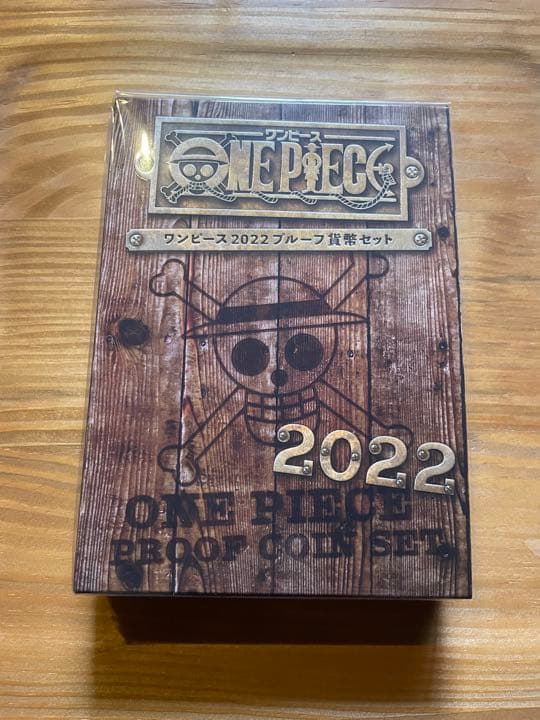 ワンピース
ONE PIECE
ワンピース2022プルーフ貨幣セット
2022
ONE PIECE
PROOF COIN SET